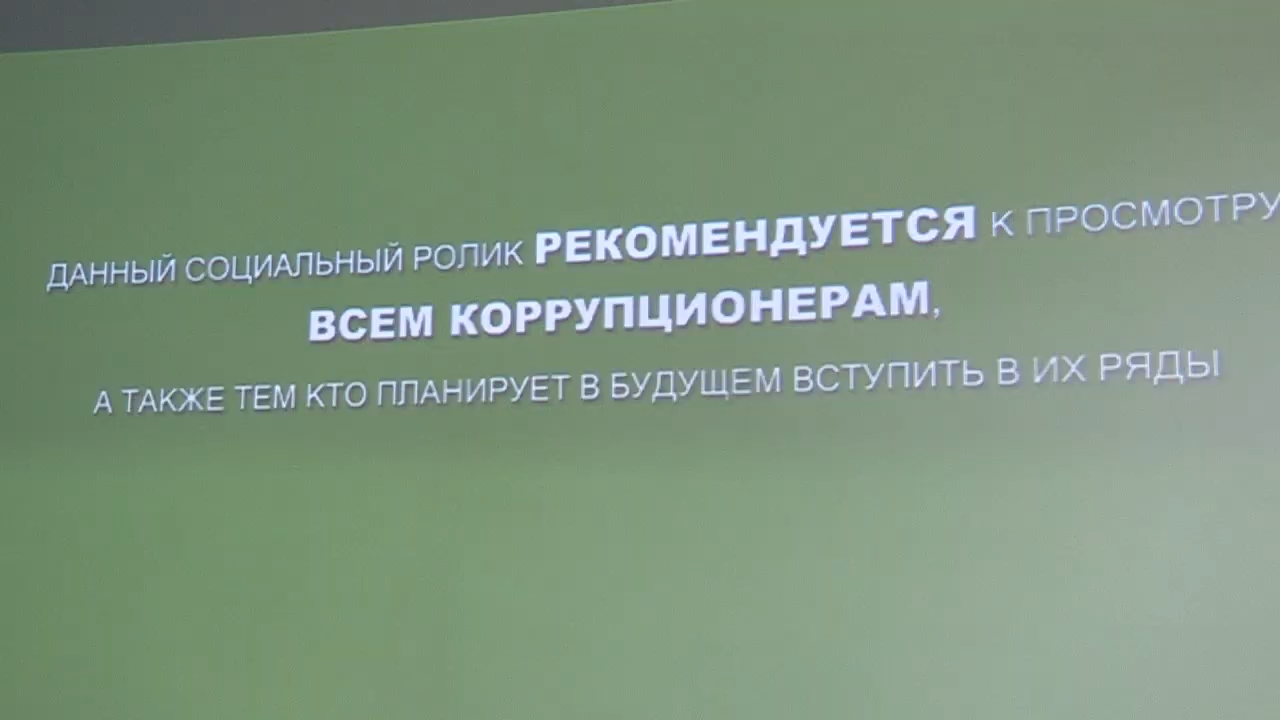 ДАННЫЙ СОЦИАЛЬНЫЙ РОЛИК РЕКОМЕНДУЕТСЯ К ПРОСМОТРУ
ВСЕМ КОРРУПЦИОНЕРАМ,
А ТАКЖЕ ТЕМ КТО ПЛАНИРУЕТ В БУДУЩЕМ ВСТУПИТЬ В ИХ РЯДЫ